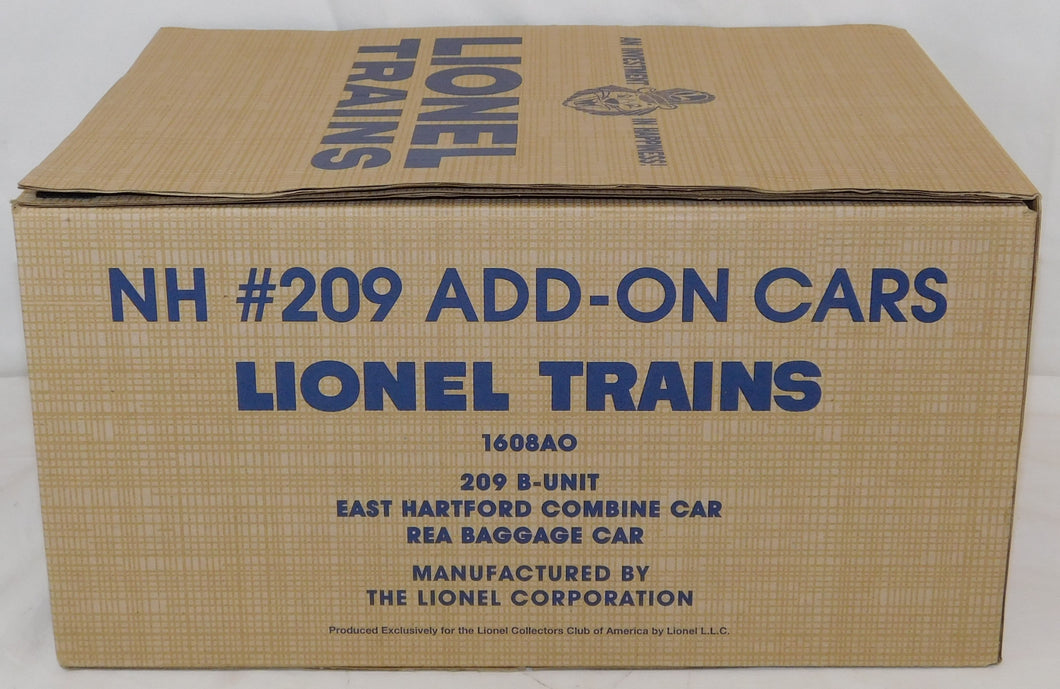 LIONEL
TRAINS
AN INVESTMENT
IN HAPPINESS!
NH #209 ADD-ON CARS
LIONEL TRAINS
1608AO
209 B-UNIT
EAST HARTFORD COMBINE CAR
REA BAGGAGE CAR
MANUFACTURED BY
THE LIONEL CORPORATION
Produced Exclusively for the Lionel Collectors Club of America by Lionel L.L.C.